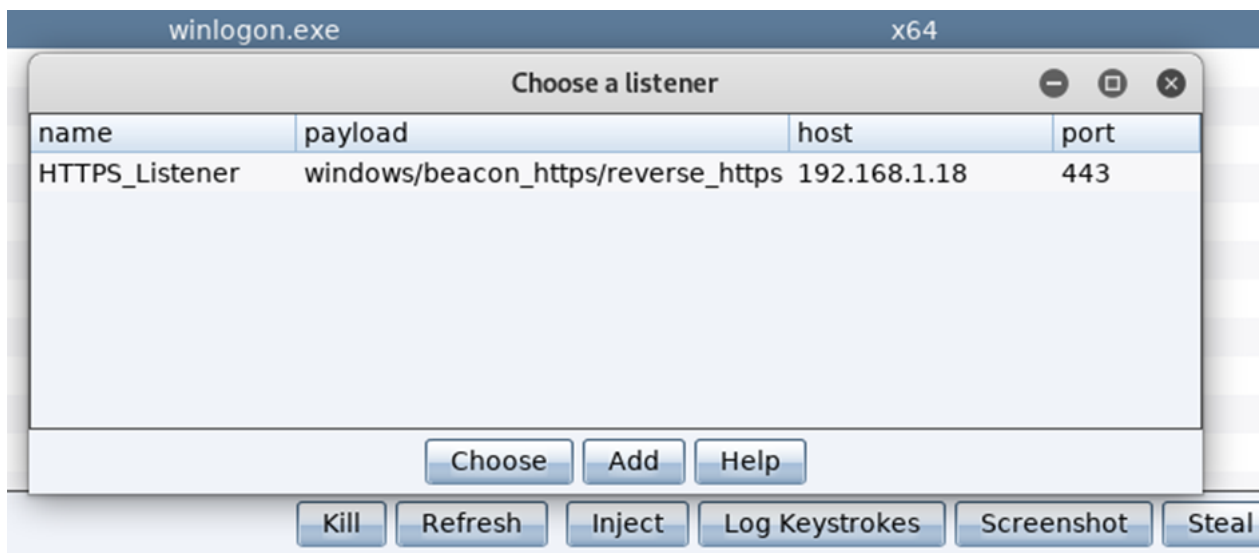 winlogon.exe x64
Choose a listener
name payload host port
HTTPS_Listener windows/beacon_https/reverse_https 192.168.1.18 443
Choose Add Help
Kill Refresh Inject Log Keystrokes Screenshot Steal